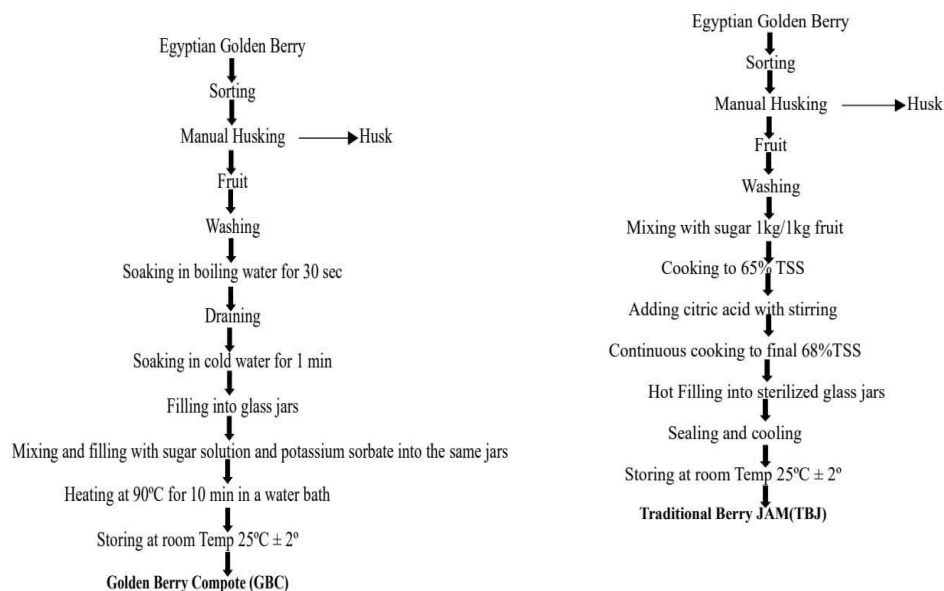 Egyptian Golden Berry
Sorting
Manual Husking
Husk
Fruit
Washing
Soaking in boiling water for 30 sec
Draining
Soaking in cold water for 1 min
Filling into glass jars
Mixing and filling with sugar solution and potassium sorbate into the same jars
Heating at 90ºC for 10 min in a water bath
Storing at room Temp 25ºC ± 2º
Golden Berry Compote (GBC)
Egyptian Golden Berry
Sorting
Manual Husking
Husk
Fruit
Washing
Mixing with sugar 1kg/1kg fruit
Cooking to 65% TSS
Adding citric acid with stirring
Continuous cooking to final 68%TSS
Hot Filling into sterilized glass jars
Sealing and cooling
Storing at room Temp 25ºC ± 2º
Traditional Berry JAM(TBJ)